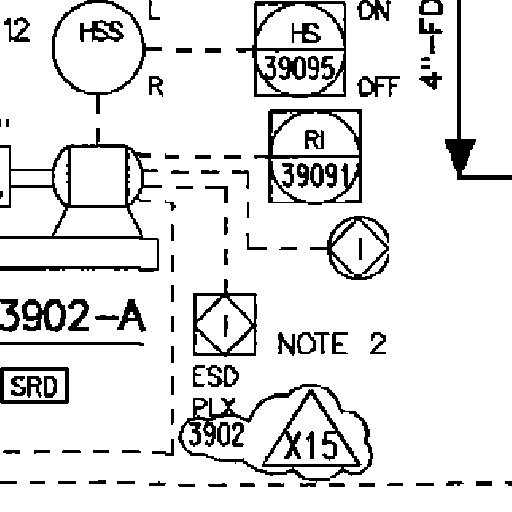 12
HSS
L
R
HS
39095
ON
OFF
4"-FD
"
RI
39091
I
3902-A
I
NOTE 2
SRD
ESD
PLX
3902
X15